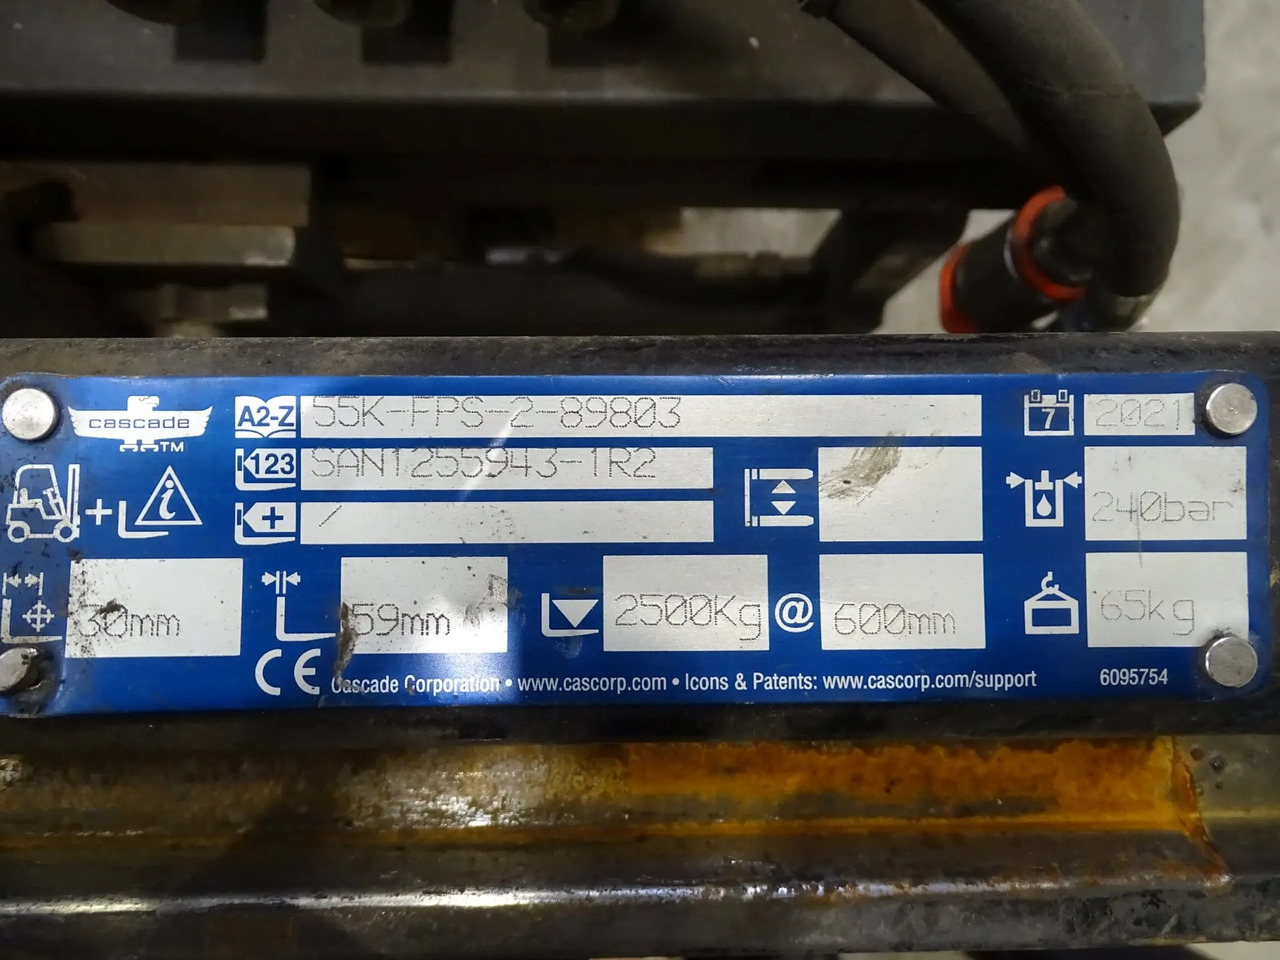 cascade
TM
A2-Z
55K-FPS-2-89803
7
2021
123
SAN1255943-1R2
+
/
240bar
30mm
59mm
2500Kg
@
600mm
65kg
CE
Cascade Corporation • www.cascorp.com • Icons & Patents: www.cascorp.com/support
6095754